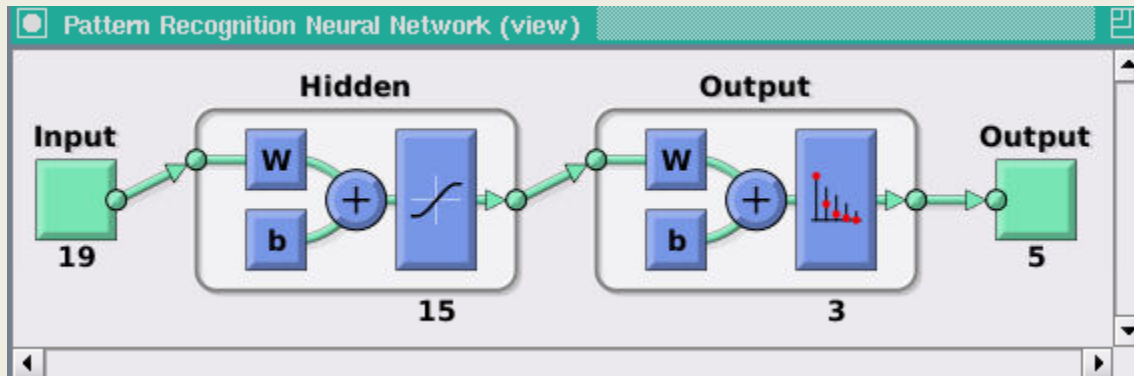 Pattern Recognition Neural Network (view)
Hidden
Output
Input
Output
W
W
+
+
b
b
19
5
15
3